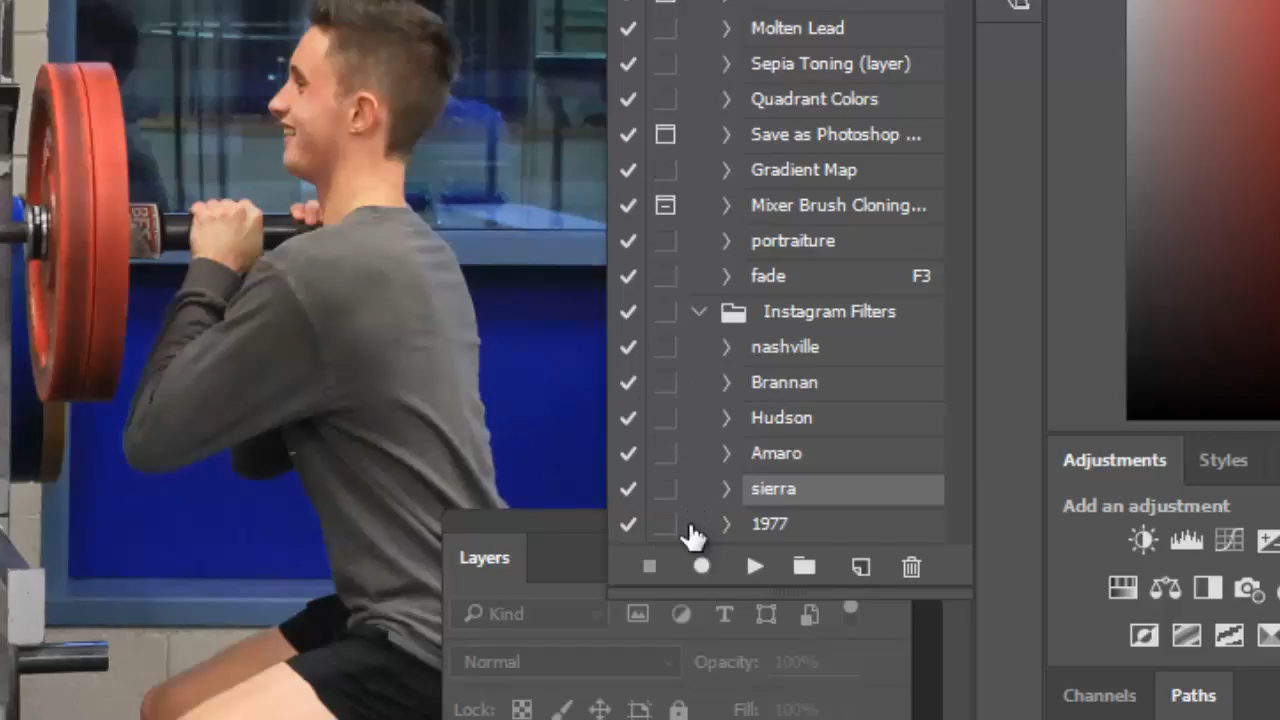 Molten Lead
Sepia Toning (layer)
Quadrant Colors
Save as Photoshop ...
Gradient Map
Mixer Brush Cloning...
portraiture
fade F3
Instagram Filters
nashville
Brannan
Hudson
Amaro
sierra
1977
Layers
Kind
Normal
Opacity: 100%
Lock:
Fill: 100%
Adjustments
Styles
Add an adjustment
Channels
Paths